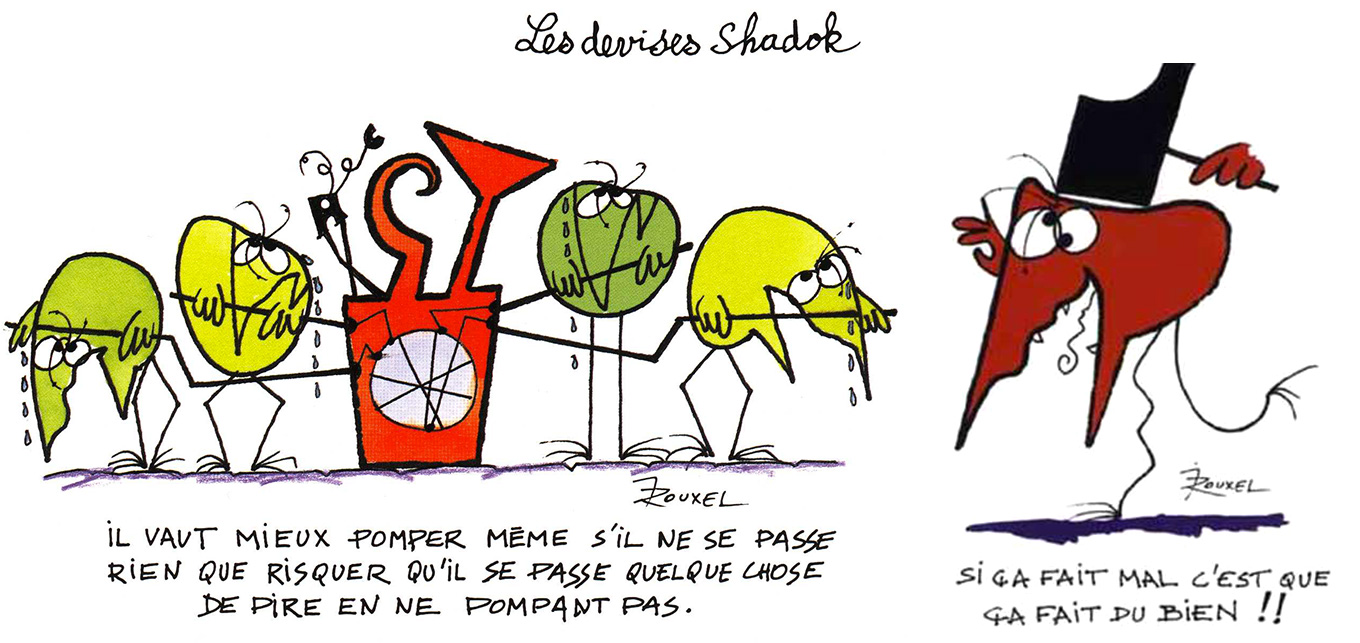 Les devises Shadok
ROUXEL
IL VAUT MIEUX POMPER MÊME S'IL NE SE PASSE
RIEN QUE RISQUER QU'IL SE PASSE QUELQUE CHOSE
DE PIRE EN NE POMPANT PAS.
ROUXEL
SI ÇA FAIT MAL C'EST QUE
ÇA FAIT DU BIEN !!